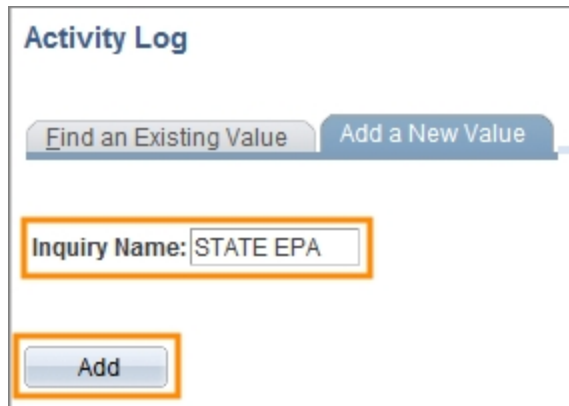 Activity Log
Find an Existing Value Add a New Value
Inquiry Name: STATE EPA
Add